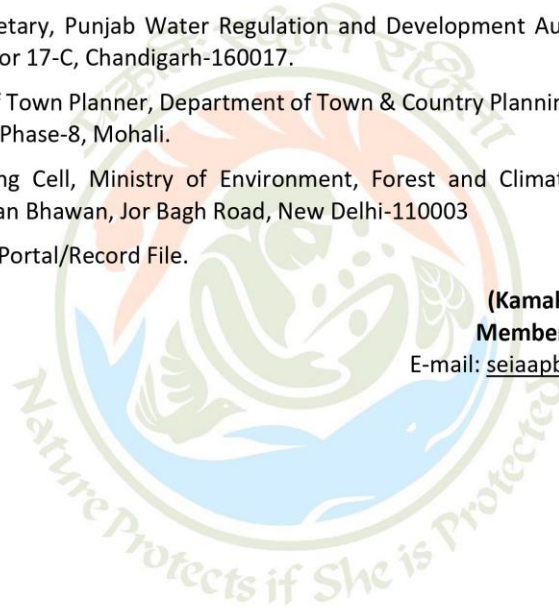 etary, Punjab Water Regulation and Development Au
or 17-C, Chandigarh-160017.
f Town Planner, Department of Town & Country Plannin
Phase-8, Mohali.
ng Cell, Ministry of Environment, Forest and Climat
an Bhawan, Jor Bagh Road, New Delhi-110003
Portal/Record File.
(Kamal
Member
E-mail: seiaapb
Nature Protects if She is Protected